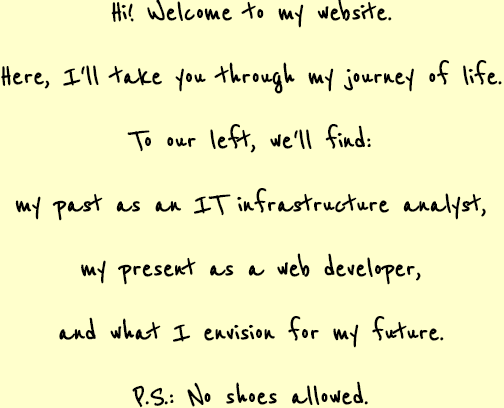 Hi! Welcome to my website.
Here, I'll take you through my journey of life.
To our left, we'll find:
my past as an IT infrastructure analyst,
my present as a web developer,
and what I envision for my future.
P.S.: No shoes allowed.